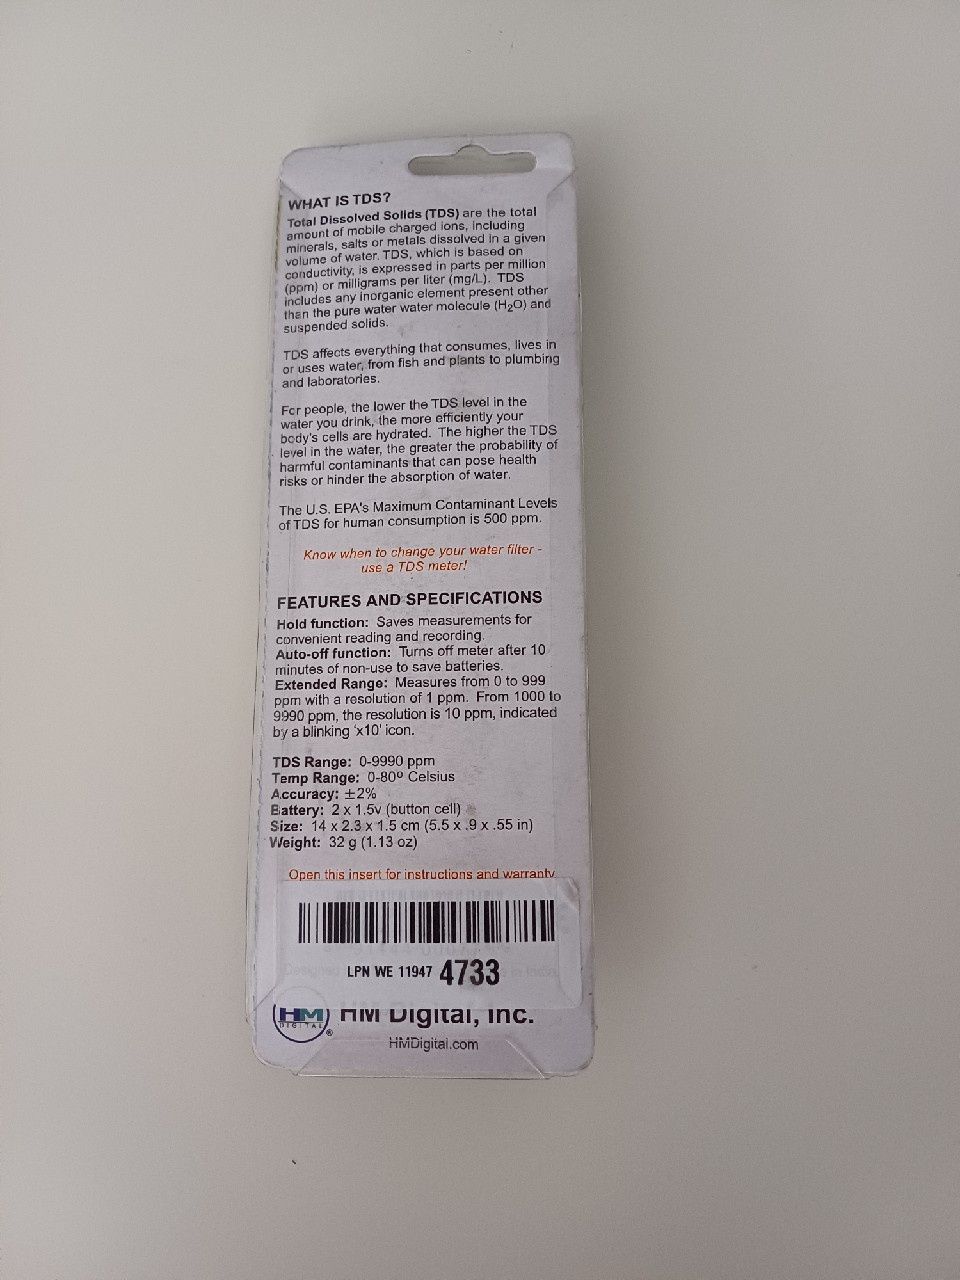 WHAT IS TDS?
Total Dissolved Solids (TDS) are the total
amount of mobile charged ions, including
minerals, salts or metals dissolved in a given
volume of water. TDS, which is based on
conductivity, is expressed in parts per million
(ppm) or milligrams per liter (mg/L). TDS
includes any inorganic element present other
than the pure water water molecule (H₂O) and
suspended solids.
TDS affects everything that consumes, lives in
or uses water, from fish and plants to plumbing
and laboratories.
For people, the lower the TDS level in the
water you drink, the more efficiently your
body's cells are hydrated. The higher the TDS
level in the water, the greater the probability of
harmful contaminants that can pose health
risks or hinder the absorption of water.
The U.S. EPA's Maximum Contaminant Levels
of TDS for human consumption is 500 ppm.
Know when to change your water filter -
use a TDS meter!
FEATURES AND SPECIFICATIONS
Hold function: Saves measurements for
convenient reading and recording.
Auto-off function: Turns off meter after 10
minutes of non-use to save batteries.
Extended Range: Measures from 0 to 999
ppm with a resolution of 1 ppm. From 1000 to
9990 ppm, the resolution is 10 ppm, indicated
by a blinking 'x10' icon.
TDS Range: 0-9990 ppm
Temp Range: 0-80º Celsius
Accuracy: ±2%
Battery: 2 x 1.5v (button cell)
Size: 14 x 2.3 x 1.5 cm (5.5 x .9 x .55 in)
Weight: 32 g (1.13 oz)
Open this insert for instructions and warranty
LPN WE 11947 4733
HM DIGITAL ® HM Digital, Inc.
HMDigital.com